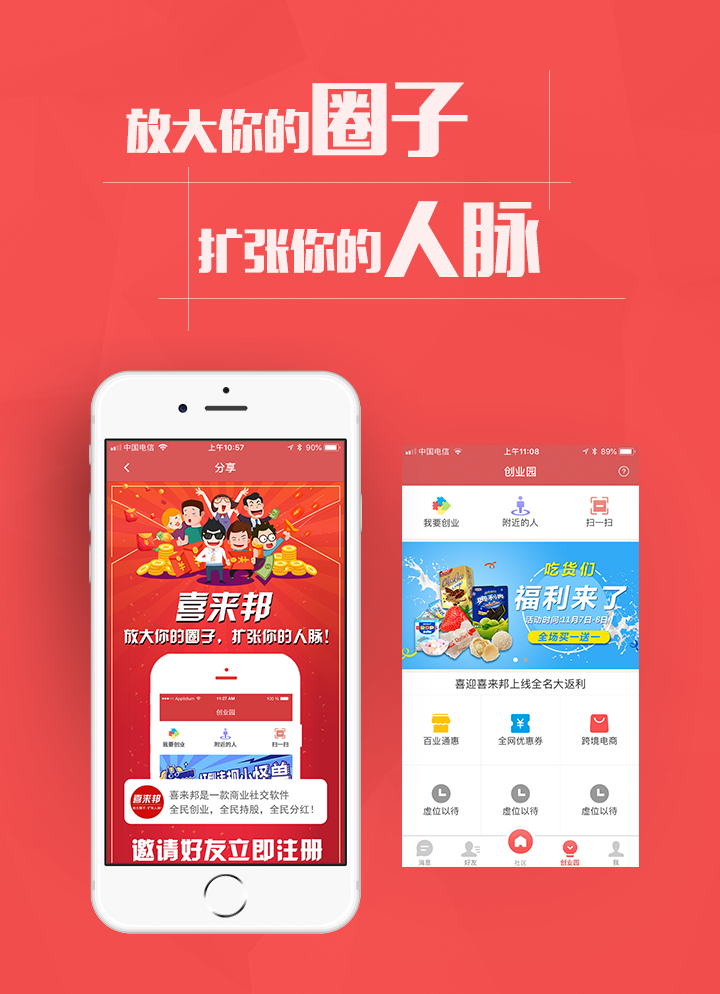 放大你的圈子
扩张你的人脉
中国电信 上午10:57 90%
分享
喜来邦
放大你的圈子，扩张你的人脉！
11:27 AM 100 %
创业园
我要创业 附近的人 扫一扫
喜来邦
喜来邦是一款商业社交软件
全民创业，全民持股，全民分红！
邀请好友立即注册
中国电信 上午11:08 89%
创业园
我要创业 附近的人 扫一扫
吃货们
福利来了
活动时间:11月7日-8日
全场买一送一
喜迎喜来邦上线全名大返利
百业通惠 全网优惠券 跨境电商
虚位以待 虚位以待 虚位以待
消息 好友 社区 创业园 我